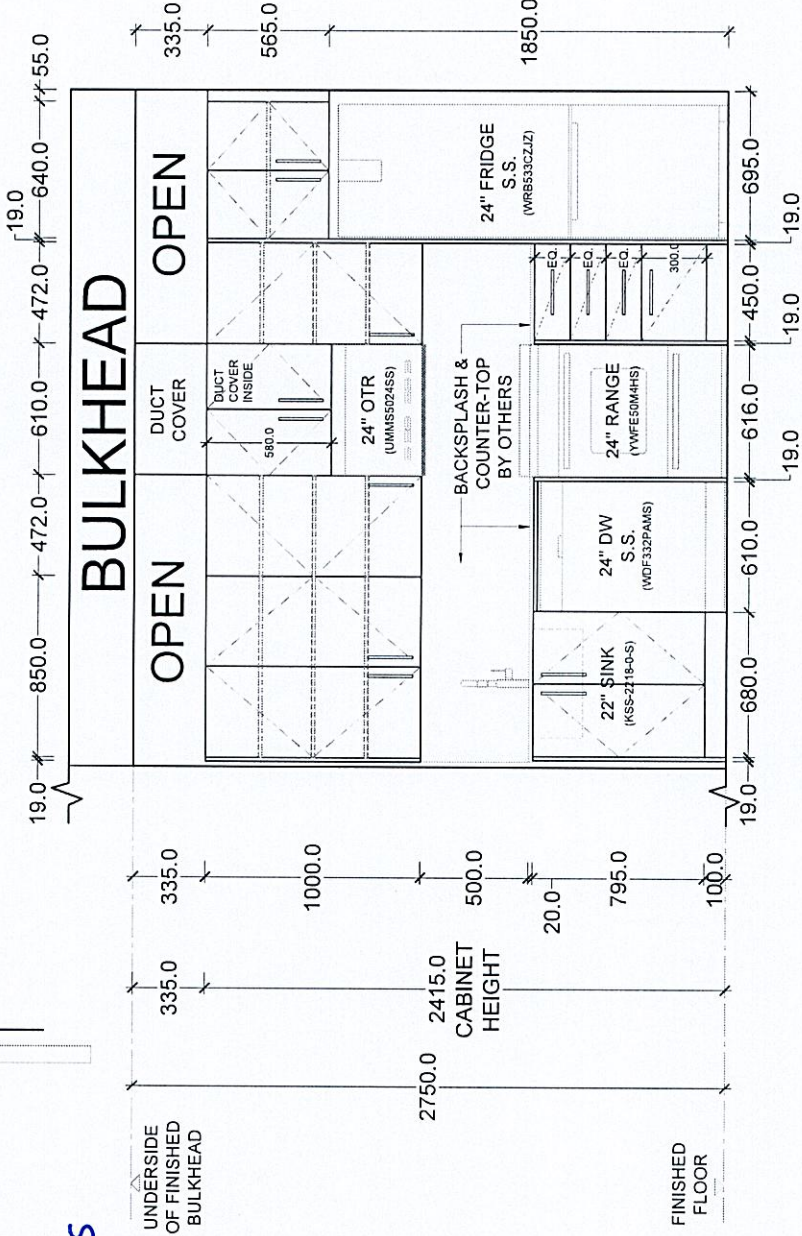 19.0
19.0 850.0 472.0 610.0 472.0 640.0 55.0
BULKHEAD
UNDERSIDE
OF FINISHED
BULKHEAD
335.0
335.0
OPEN
DUCT
COVER
OPEN
335.0
DUCT
COVER
INSIDE
580.0
565.0
1000.0
24" OTR
(UMMS5024SS)
2750.0
2415.0
CABINET
HEIGHT
500.0
BACKSPLASH &
COUNTER-TOP
BY OTHERS
24" FRIDGE
S.S.
(WRB533CZJZ)
1850.0
20.0
795.0
100.0
22" SINK
(KSS-2218-0-S)
24" DW
S.S.
(WDF332PAMS)
24" RANGE
(YWFE50M4HS)
EQ.
EQ.
EQ.
300.0
FINISHED
FLOOR
19.0 680.0 610.0 616.0 450.0 695.0
19.0 19.0 19.0